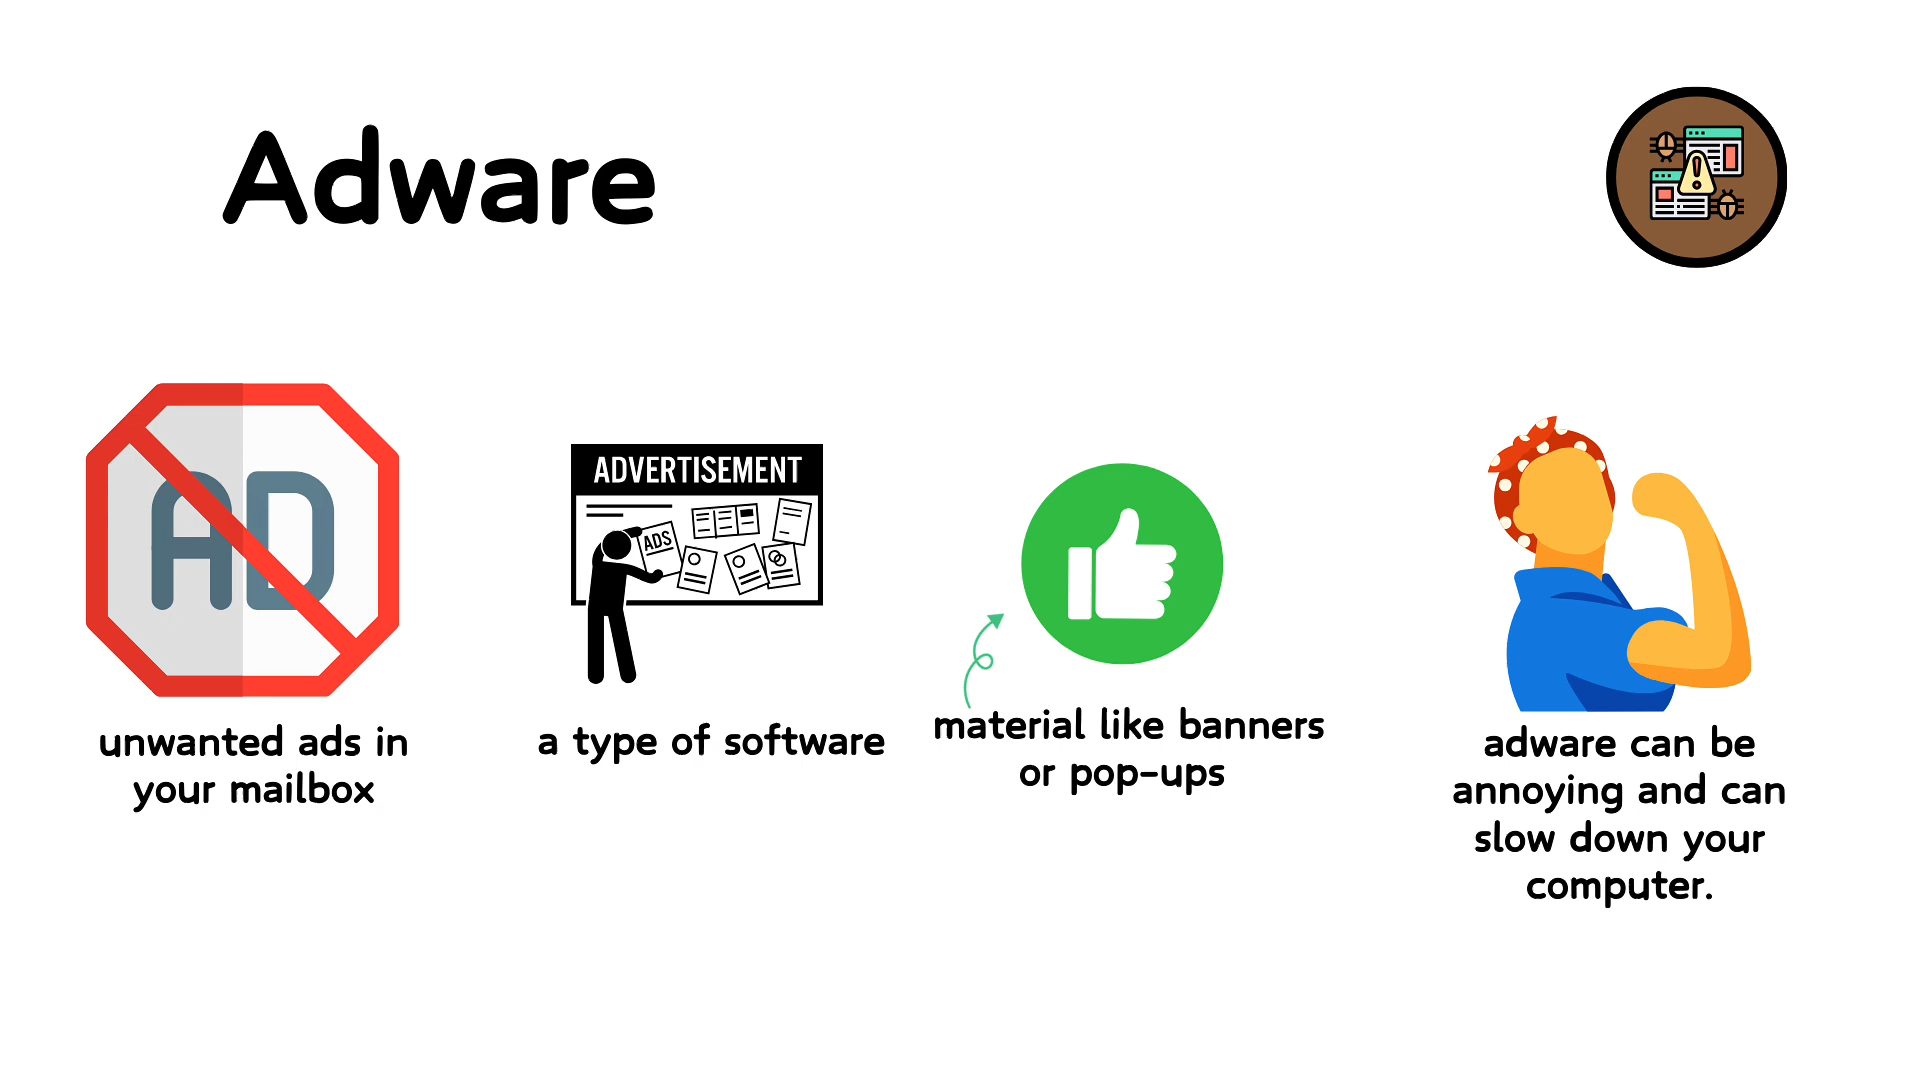 Adware
AD
ADVERTISEMENT
ADS
unwanted ads in
your mailbox
a type of software
material like banners
or pop-ups
adware can be
annoying and can
slow down your
computer.